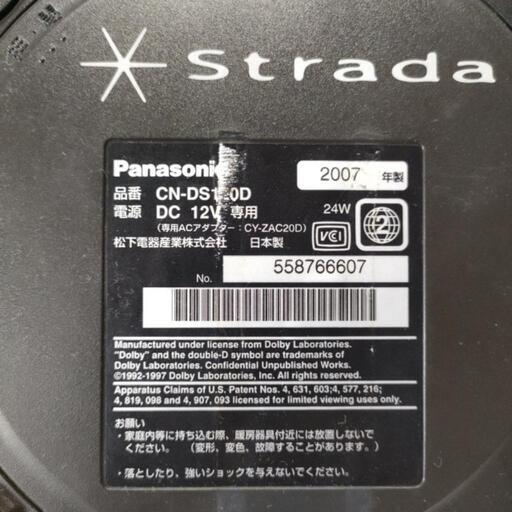 Strada
Panasonic
2007 年製
品番
電源 DC 12V 専用
24W
(専用ACアダプター:CY-ZAC20D)
VCCI
2
松下電器産業株式会社 日本製
No. 558766607
Manufactured under license from Dolby Laboratories.
"Dolby" and the double-D symbol are trademarks of
Dolby Laboratories. Confidential Unpublished Works.
©1992-1997 Dolby Laboratories, Inc. All rights reserved.
Apparatus Claims of U.S. Patent Nos. 4, 631, 603;4, 577, 216;
4, 819, 098 and 4, 907, 093 licensed for limited viewing uses only.
お願い
・家庭内等に持ち込む際、暖房器具付近には放置しないで
ください。 (変形、変色、故障することがあります。)
・落としたり、強いショックを与えないでください。